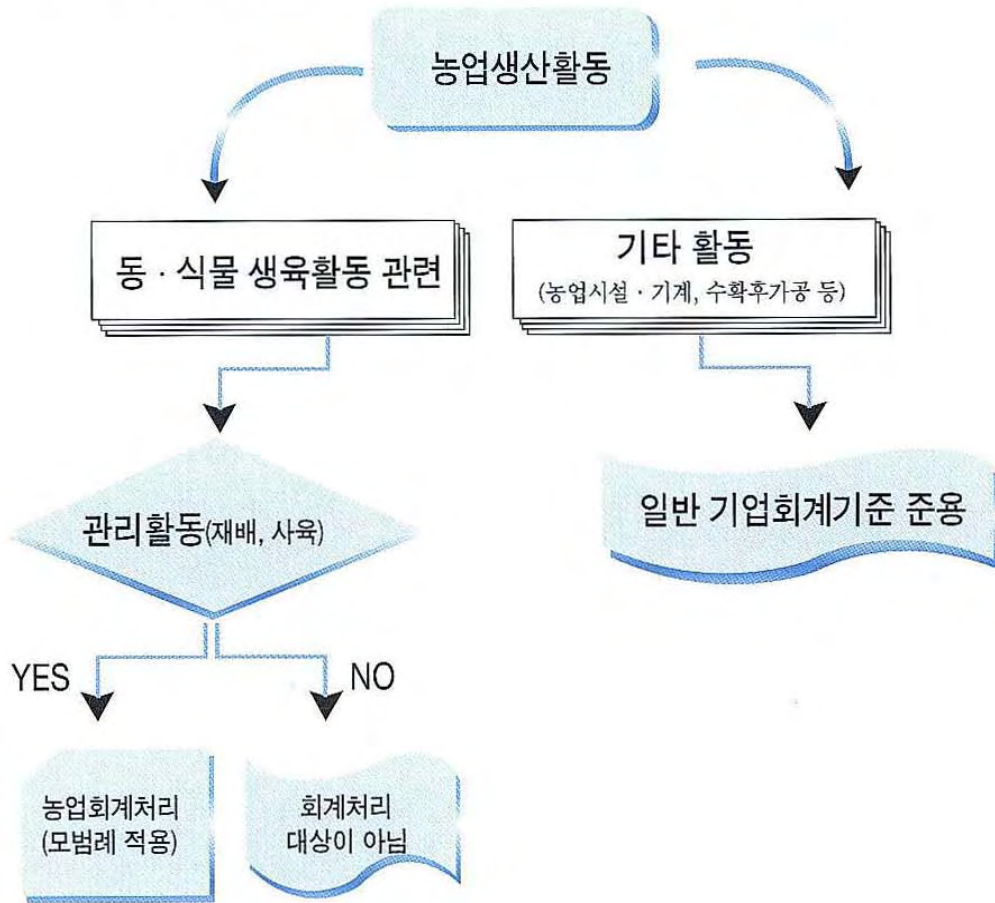 농업생산활동
동 · 식물 생육활동 관련
기타 활동
(농업시설 · 기계, 수확후가공 등)
관리활동(재배, 사육)
일반 기업회계기준 준용
YES
NO
농업회계처리
(모범례 적용)
회계처리
대상이 아님